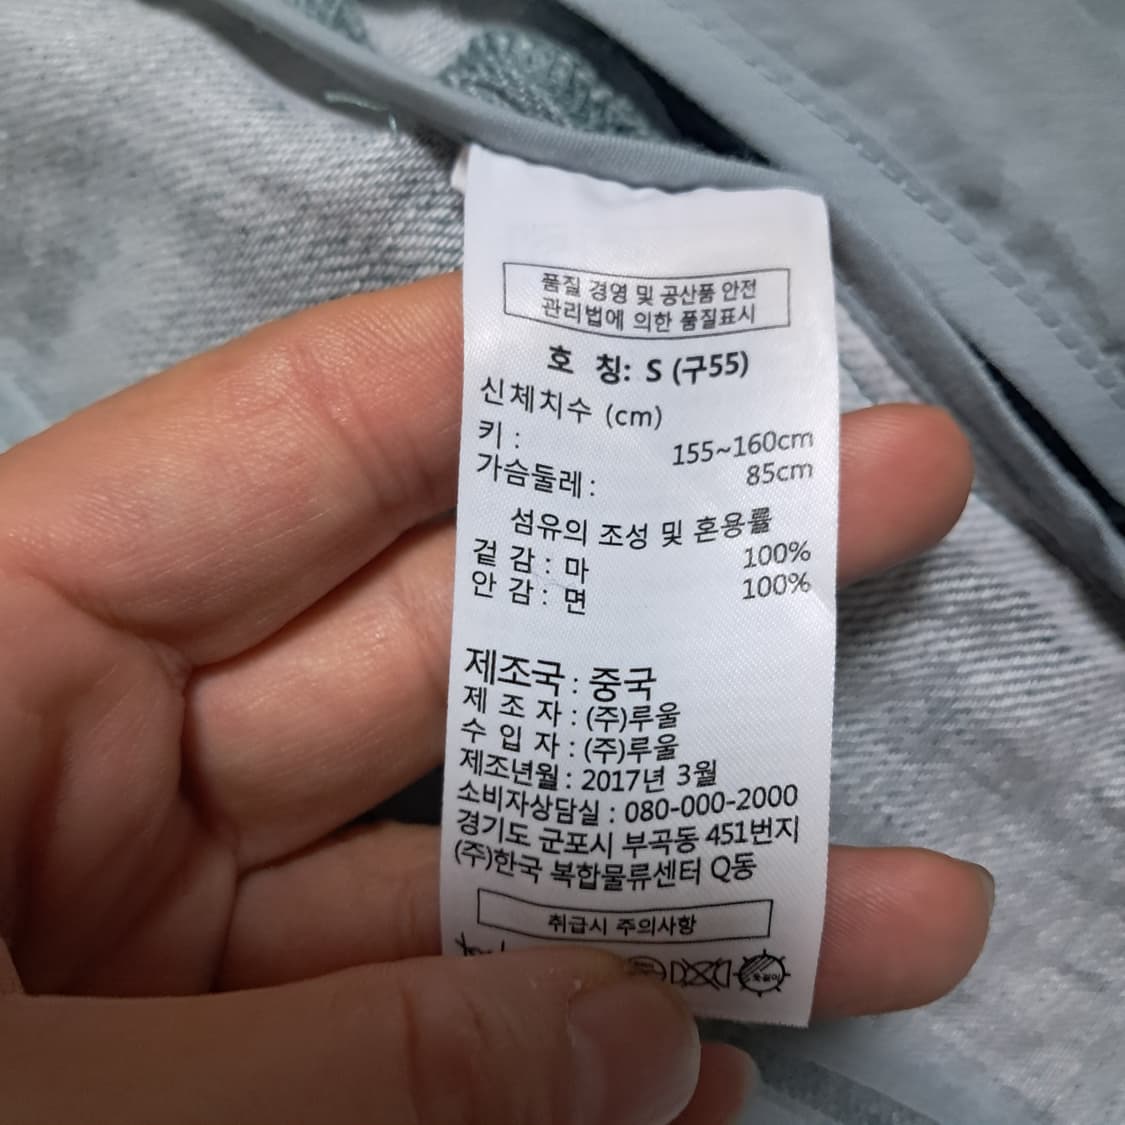 품질 경영 및 공산품 안전
관리법에 의한 품질표시
호 칭: S (구55)
신체치수 (cm)
키 : 155~160cm
가슴둘레 : 85cm
섬유의 조성 및 혼용률
겉 감 : 마 100%
안 감 : 면 100%
제조국 : 중국
제 조 자 : (주)루울
수 입 자 : (주)루울
제조년월 : 2017년 3월
소비자상담실 : 080-000-2000
경기도 군포시 부곡동 451번지
(주)한국 복합물류센터 Q동
취급시 주의사항